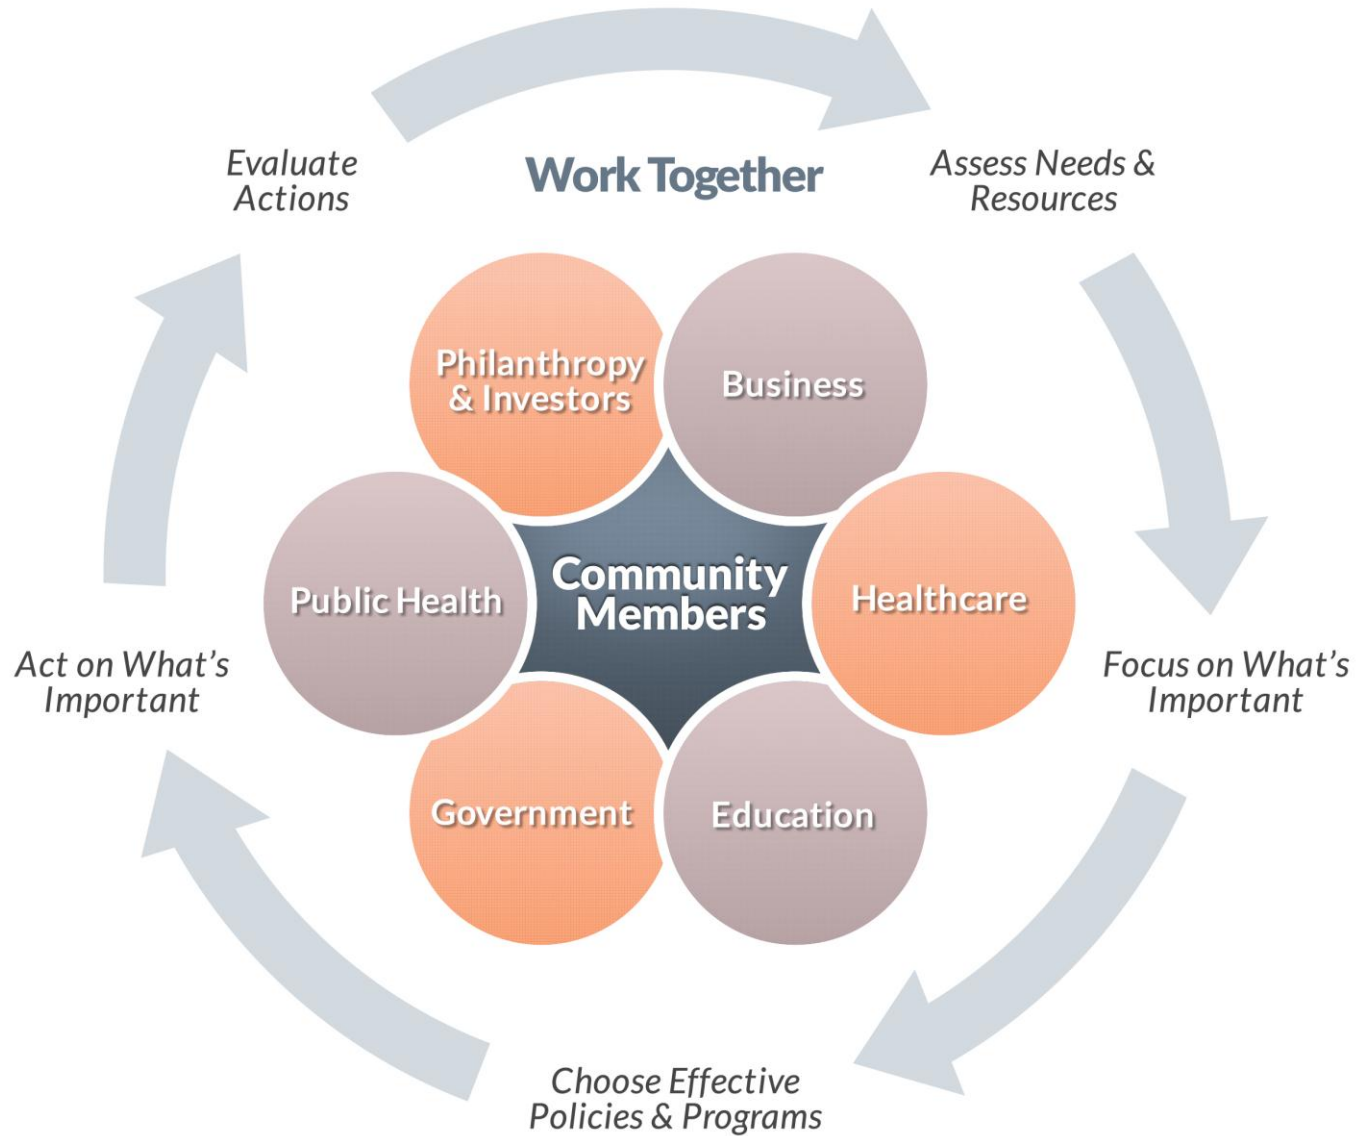 Evaluate
Actions
Work Together
Assess Needs &
Resources
Philanthropy
& Investors
Business
Public Health
Community
Members
Healthcare
Act on What’s
Important
Focus on What’s
Important
Government
Education
Choose Effective
Policies & Programs